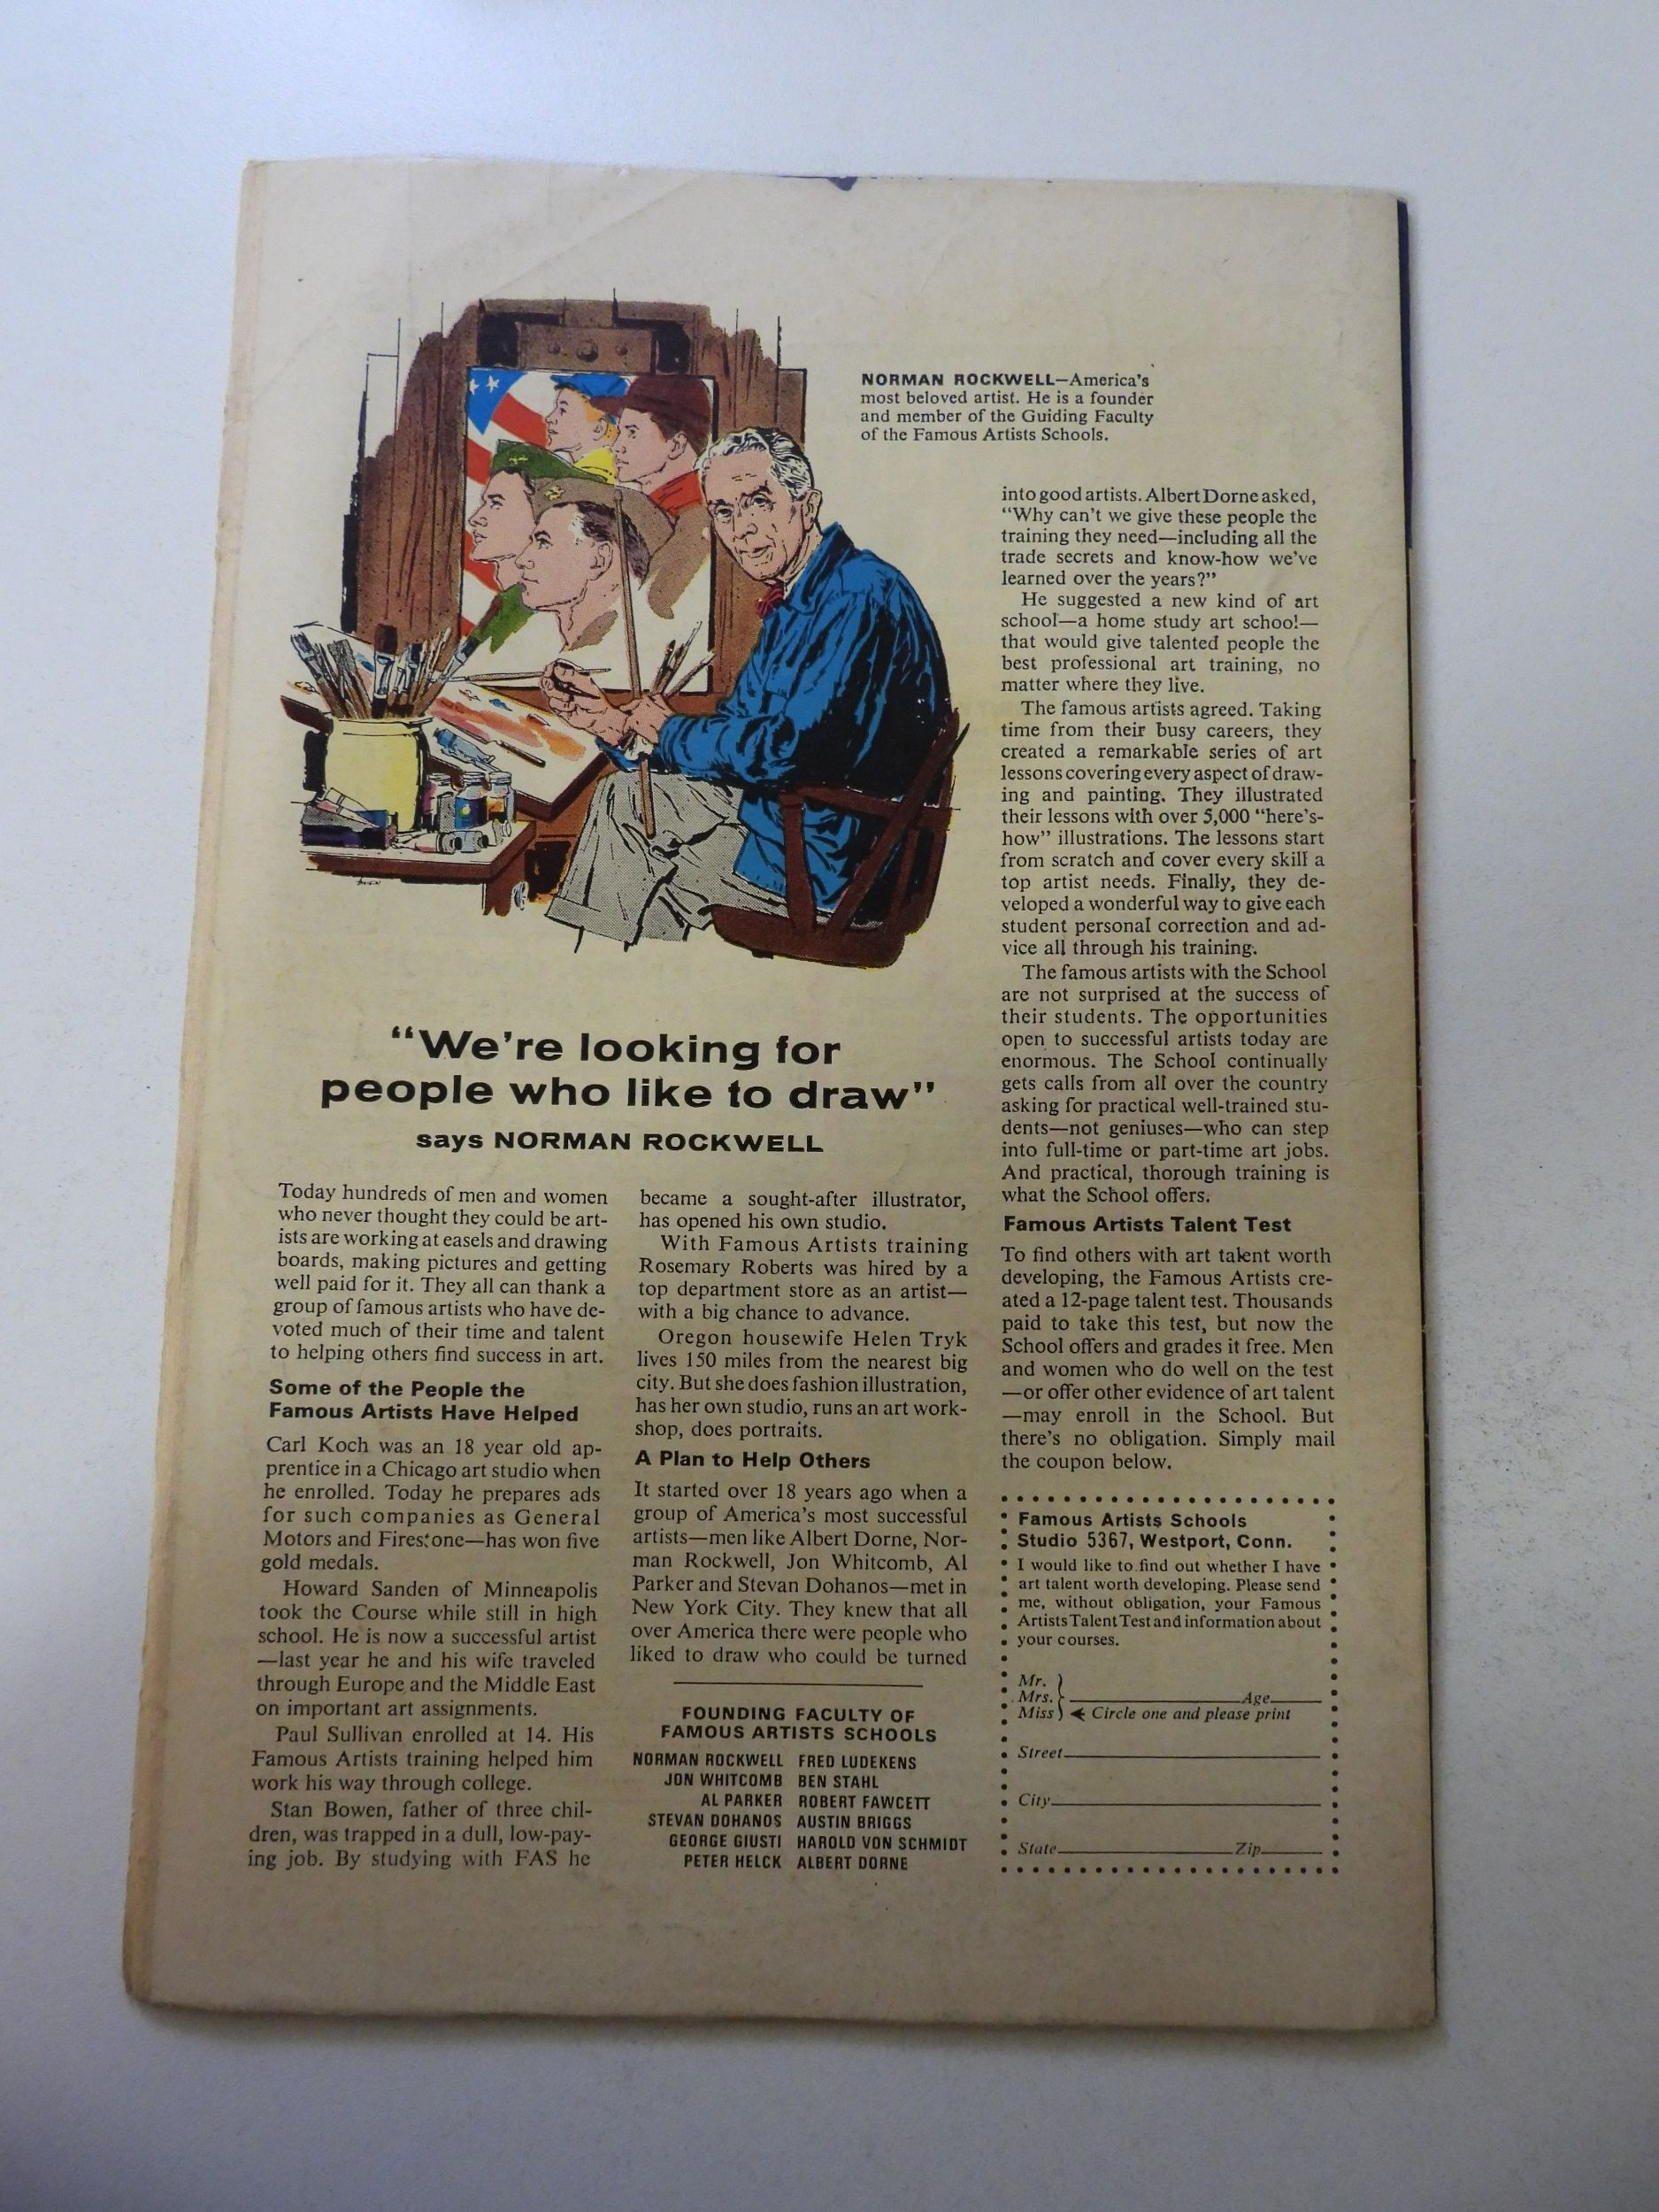 NORMAN ROCKWELL—America's
most beloved artist. He is a founder
and member of the Guiding Faculty
of the Famous Artists Schools.
"We're looking for
people who like to draw"
says NORMAN ROCKWELL
Today hundreds of men and women
who never thought they could be art-
ists are working at easels and drawing
boards, making pictures and getting
well paid for it. They all can thank a
group of famous artists who have de-
voted much of their time and talent
to helping others find success in art.
Some of the People the
Famous Artists Have Helped
Carl Koch was an 18 year old ap-
prentice in a Chicago art studio when
he enrolled. Today he prepares ads
for such companies as General
Motors and Firestone—has won five
gold medals.
Howard Sanden of Minneapolis
took the Course while still in high
school. He is now a successful artist
—last year he and his wife traveled
through Europe and the Middle East
on important art assignments.
Paul Sullivan enrolled at 14. His
Famous Artists training helped him
work his way through college.
Stan Bowen, father of three chil-
dren, was trapped in a dull, low-pay-
ing job. By studying with FAS he
became a sought-after illustrator,
has opened his own studio.
With Famous Artists training
Rosemary Roberts was hired by a
top department store as an artist—
with a big chance to advance.
Oregon housewife Helen Tryk
lives 150 miles from the nearest big
city. But she does fashion illustration,
has her own studio, runs an art work-
shop, does portraits.
A Plan to Help Others
It started over 18 years ago when a
group of America's most successful
artists—men like Albert Dorne, Nor-
man Rockwell, Jon Whitcomb, Al
Parker and Stevan Dohanos—met in
New York City. They knew that all
over America there were people who
liked to draw who could be turned
FOUNDING FACULTY OF
FAMOUS ARTISTS SCHOOLS
NORMAN ROCKWELL FRED LUDEKENS
JON WHITCOMB BEN STAHL
AL PARKER ROBERT FAWCETT
STEVAN DOHANOS AUSTIN BRIGGS
GEORGE GIUSTI HAROLD VON SCHMIDT
PETER HELCK ALBERT DORNE
into good artists. Albert Dorne asked,
"Why can't we give these people the
training they need—including all the
trade secrets and know-how we've
learned over the years?"
He suggested a new kind of art
school—a home study art school—
that would give talented people the
best professional art training, no
matter where they live.
The famous artists agreed. Taking
time from their busy careers, they
created a remarkable series of art
lessons covering every aspect of draw-
ing and painting. They illustrated
their lessons with over 5,000 "here's-
how" illustrations. The lessons start
from scratch and cover every skill a
top artist needs. Finally, they de-
veloped a wonderful way to give each
student personal correction and ad-
vice all through his training.
The famous artists with the School
are not surprised at the success of
their students. The opportunities
open to successful artists today are
enormous. The School continually
gets calls from all over the country
asking for practical well-trained stu-
dents—not geniuses—who can step
into full-time or part-time art jobs.
And practical, thorough training is
what the School offers.
Famous Artists Talent Test
To find others with art talent worth
developing, the Famous Artists cre-
ated a 12-page talent test. Thousands
paid to take this test, but now the
School offers and grades it free. Men
and women who do well on the test
—or offer other evidence of art talent
—may enroll in the School. But
there's no obligation. Simply mail
the coupon below.
Famous Artists Schools
Studio 5367, Westport, Conn.
I would like to find out whether I have
art talent worth developing. Please send
me, without obligation, your Famous
Artists Talent Test and information about
your courses.
Mr.
Mrs. Age
Miss Circle one and please print
Street
City
State Zip